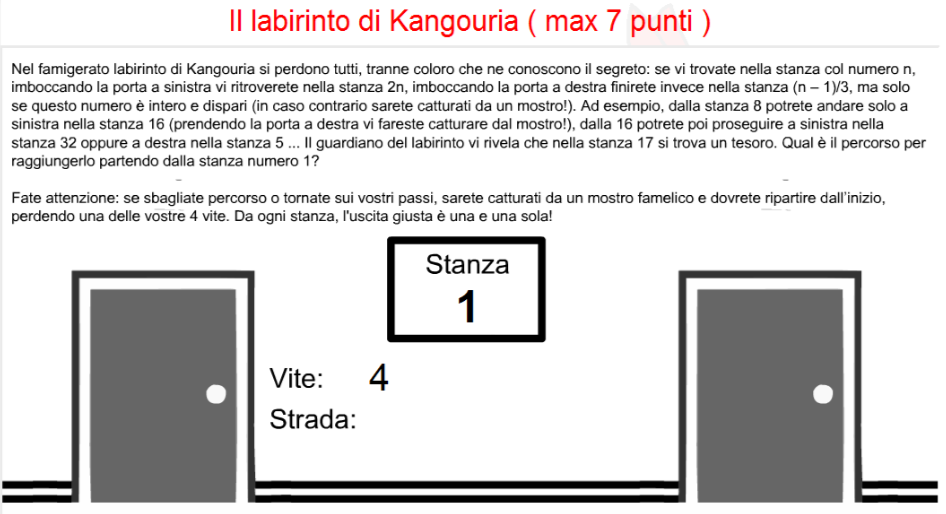 Il labirinto di Kangouria ( max 7 punti )
Nel famigerato labirinto di Kangouria si perdono tutti, tranne coloro che ne conoscono il segreto: se vi trovate nella stanza col numero n,
imboccando la porta a sinistra vi ritroverete nella stanza 2n, imboccando la porta a destra finirete invece nella stanza (n – 1)/3, ma solo
se questo numero è intero e dispari (in caso contrario sarete catturati da un mostro!). Ad esempio, dalla stanza 8 potrete andare solo a
sinistra nella stanza 16 (prendendo la porta a destra vi fareste catturare dal mostro!), dalla 16 potrete poi proseguire a sinistra nella
stanza 32 oppure a destra nella stanza 5 ... Il guardiano del labirinto vi rivela che nella stanza 17 si trova un tesoro. Qual è il percorso per
raggiungerlo partendo dalla stanza numero 1?
Fate attenzione: se sbagliate percorso o tornate sui vostri passi, sarete catturati da un mostro famelico e dovrete ripartire dall'inizio,
perdendo una delle vostre 4 vite. Da ogni stanza, l'uscita giusta è una e una sola!
Stanza
1
Vite: 4
Strada: